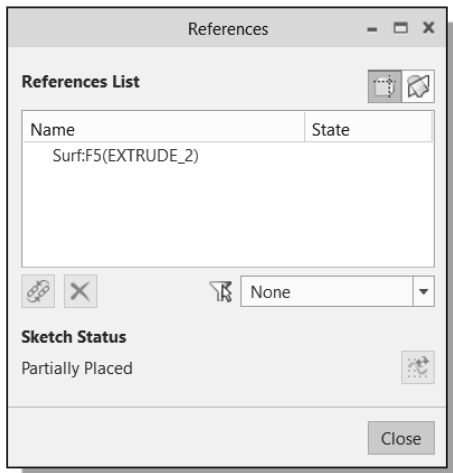 References
References List
Name State
Surf:F5(EXTRUDE_2)
None
Sketch Status
Partially Placed
Close